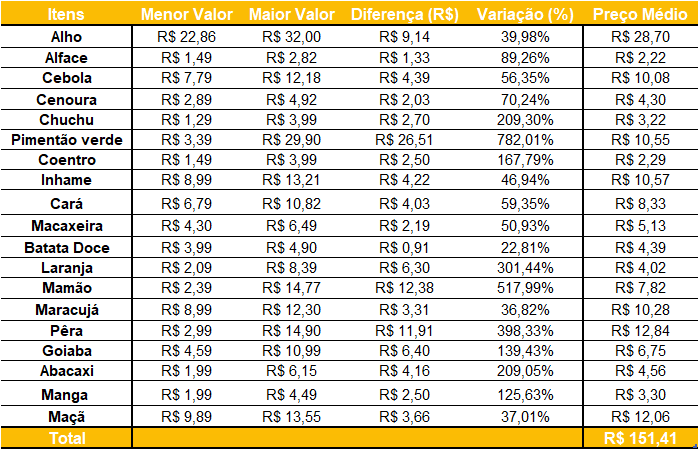 Itens Menor Valor Maior Valor Diferença (R$) Variação (%) Preço Médio
Alho R$ 22,86 R$ 32,00 R$ 9,14 39,98% R$ 28,70
Alface R$ 1,49 R$ 2,82 R$ 1,33 89,26% R$ 2,22
Cebola R$ 7,79 R$ 12,18 R$ 4,39 56,35% R$ 10,08
Cenoura R$ 2,89 R$ 4,92 R$ 2,03 70,24% R$ 4,30
Chuchu R$ 1,29 R$ 3,99 R$ 2,70 209,30% R$ 3,22
Pimentão verde R$ 3,39 R$ 29,90 R$ 26,51 782,01% R$ 10,55
Coentro R$ 1,49 R$ 3,99 R$ 2,50 167,79% R$ 2,29
Inhame R$ 8,99 R$ 13,21 R$ 4,22 46,94% R$ 10,57
Cará R$ 6,79 R$ 10,82 R$ 4,03 59,35% R$ 8,33
Macaxeira R$ 4,30 R$ 6,49 R$ 2,19 50,93% R$ 5,13
Batata Doce R$ 3,99 R$ 4,90 R$ 0,91 22,81% R$ 4,39
Laranja R$ 2,09 R$ 8,39 R$ 6,30 301,44% R$ 4,02
Mamão R$ 2,39 R$ 14,77 R$ 12,38 517,99% R$ 7,82
Maracujá R$ 8,99 R$ 12,30 R$ 3,31 36,82% R$ 10,28
Pêra R$ 2,99 R$ 14,90 R$ 11,91 398,33% R$ 12,84
Goiaba R$ 4,59 R$ 10,99 R$ 6,40 139,43% R$ 6,75
Abacaxi R$ 1,99 R$ 6,15 R$ 4,16 209,05% R$ 4,56
Manga R$ 1,99 R$ 4,49 R$ 2,50 125,63% R$ 3,30
Maçã R$ 9,89 R$ 13,55 R$ 3,66 37,01% R$ 12,06
Total R$ 151,41